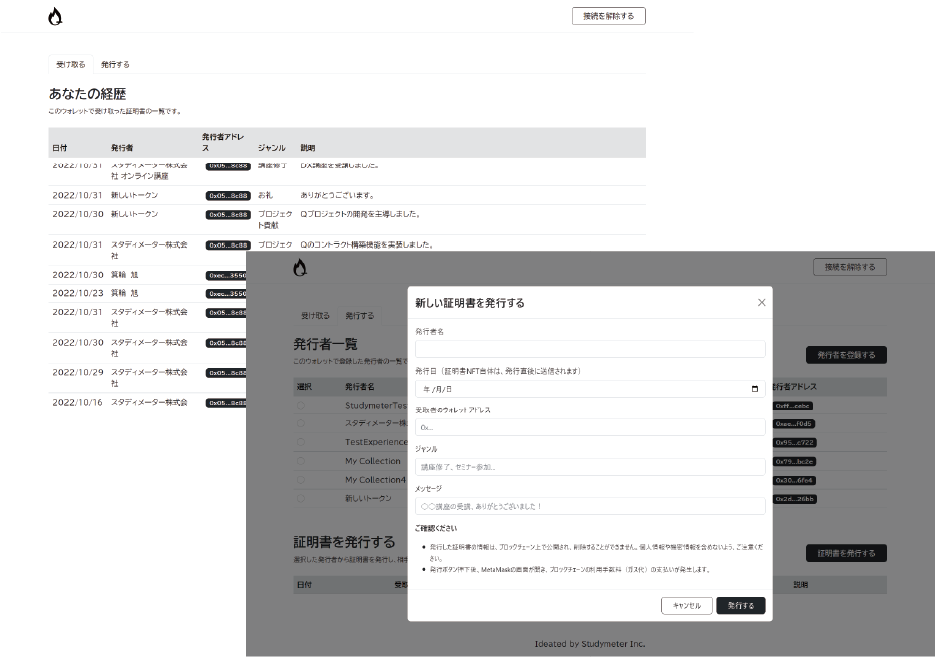 接続を解除する
受け取る 発行する
あなたの経歴
このウォレットで受け取った証明書の一覧です。
日付 発行者 発行者アドレス ジャンル 説明
2022/10/31 スタディメーター株式会社 オンライン講座 0x05...8c88 講座修了 DX講座を受講しました。
2022/10/31 新しいトークン 0x05...8c88 お礼 ありがとうございます。
2022/10/30 新しいトークン 0x05...8c88 プロジェクト貢献 Qプロジェクトの開発を主導しました。
2022/10/31 スタディメーター株式会社 0x05...8c88 プロジェク Qのコントラクト構築機能を実装しました。
2022/10/30 箕輪 旭 0xec...3550
2022/10/23 箕輪 旭 0xec...3550
2022/10/31 スタディメーター株式会社 0x05...8c88
2022/10/30 スタディメーター株式会社 0x05...8c88
2022/10/29 スタディメーター株式会社 0x05...8c88
2022/10/16 スタディメーター株式会 0x05...8c88
接続を解除する
受け取る 発行する
発行者一覧
このウォレットで登録した発行者の一覧で
発行者を登録する
選択 発行者名 行者アドレス
StudymeterTes 0xff...cebc
スタディメーター株
TestExperience 0x95...c722
My Collection 0x79...bc2e
My Collection4 0x30...6fe4
新しいトークン 0x2d...26bb
証明書を発行する
選択した発行者から証明書を発行し、相手
証明書を発行する
日付 受取 説明
Ideated by Studymeter Inc.
新しい証明書を発行する
発行者名
発行日（証明書NFT自体は、発行直後に送信されます）
年/月/日
受取者のウォレットアドレス
0x...
ジャンル
講座修了、セミナー参加...
メッセージ
○○講座の受講、ありがとうございました！
ご確認ください
発行した証明書の情報は、ブロックチェーン上で公開され、削除することができません。個人情報や機密情報を含めないよう、ご注意ください。
発行ボタン押下後、MetaMaskの画面が開き、ブロックチェーンの利用手数料（ガス代）の支払いが発生します。
キャンセル 発行する